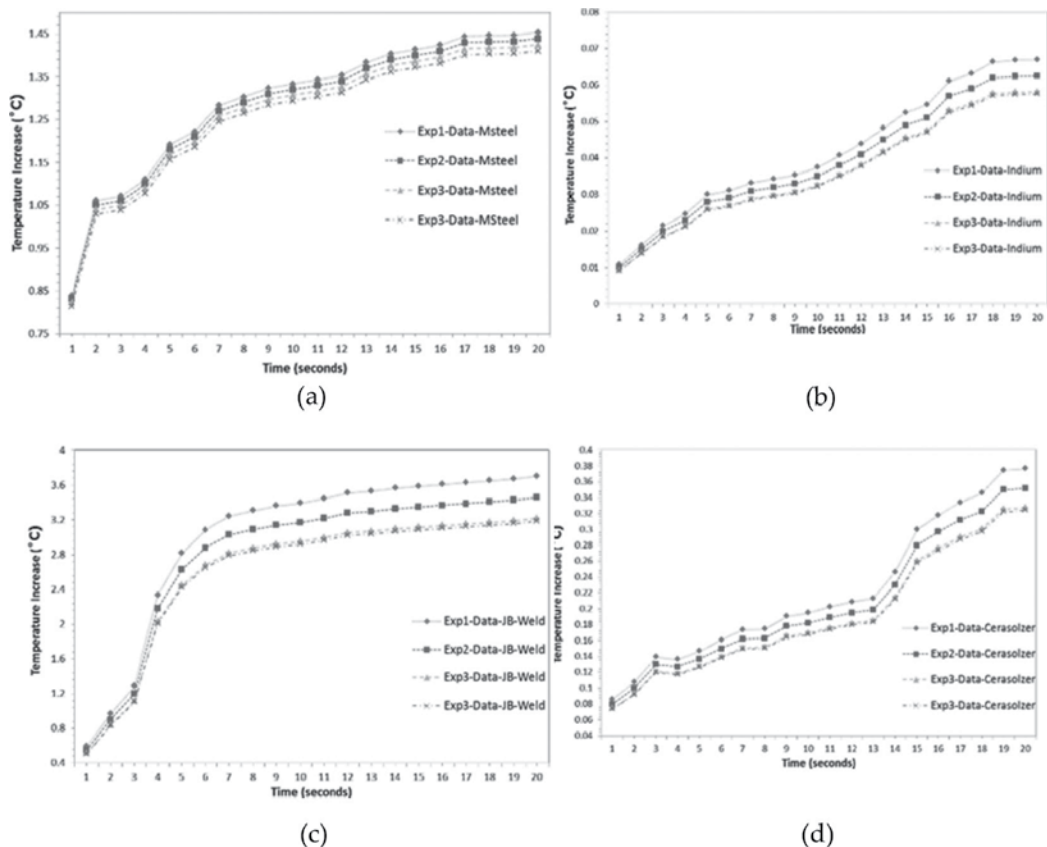 Temperature Increase (°C)
1.45
1.35
1.25
1.15
1.05
0.95
0.85
0.75
Exp1-Data-Msteel
Exp2-Data-Msteel
Exp3-Data-Msteel
Exp3-Data-MSteel
1 2 3 4 5 6 7 8 9 10 11 12 13 14 15 16 17 18 19 20
Time (seconds)
(a)
Temperature Increase (°C)
0.08
0.07
0.06
0.05
0.04
0.03
0.02
0.01
0
Exp1-Data-Indium
Exp2-Data-Indium
Exp3-Data-Indium
Exp3-Data-Indium
1 2 3 4 5 6 7 8 9 10 11 12 13 14 15 16 17 18 19 20
Time (seconds)
(b)
Temperature Increase (°C)
4
3.6
3.2
2.8
2.4
2
1.6
1.2
0.8
0.4
Exp1-Data-JB-Weld
Exp2-Data-JB-Weld
Exp3-Data-JB-Weld
Exp3-Data-JB-Weld
1 2 3 4 5 6 7 8 9 10 11 12 13 14 15 16 17 18 19 20
Time (seconds)
(c)
Temperature Increase (°C)
0.4
0.38
0.36
0.34
0.32
0.3
0.28
0.26
0.24
0.22
0.2
0.18
0.16
0.14
0.12
0.1
0.08
0.06
0.04
Exp1-Data-Cerasolzer
Exp2-Data-Cerasolzer
Exp3-Data-Cerasolzer
Exp3-Data-Cerasolzer
1 2 3 4 5 6 7 8 9 10 11 12 13 14 15 16 17 18 19 20
Time (seconds)
(d)